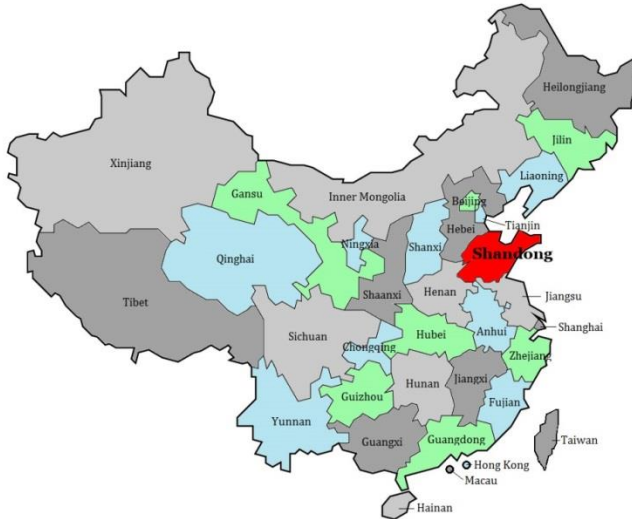 Heilongjiang
Jilin
Xinjiang
Liaoning
Gansu
Inner Mongolia
Beijing
Tianjin
Hebei
Ningxia
Shanxi
Shandong
Qinghai
Shaanxi
Henan
Jiangsu
Tibet
Shanghai
Sichuan
Hubei
Anhui
Chongqing
Zhejiang
Hunan
Jiangxi
Guizhou
Fujian
Yunnan
Guangxi
Guangdong
Taiwan
Hong Kong
Macau
Hainan